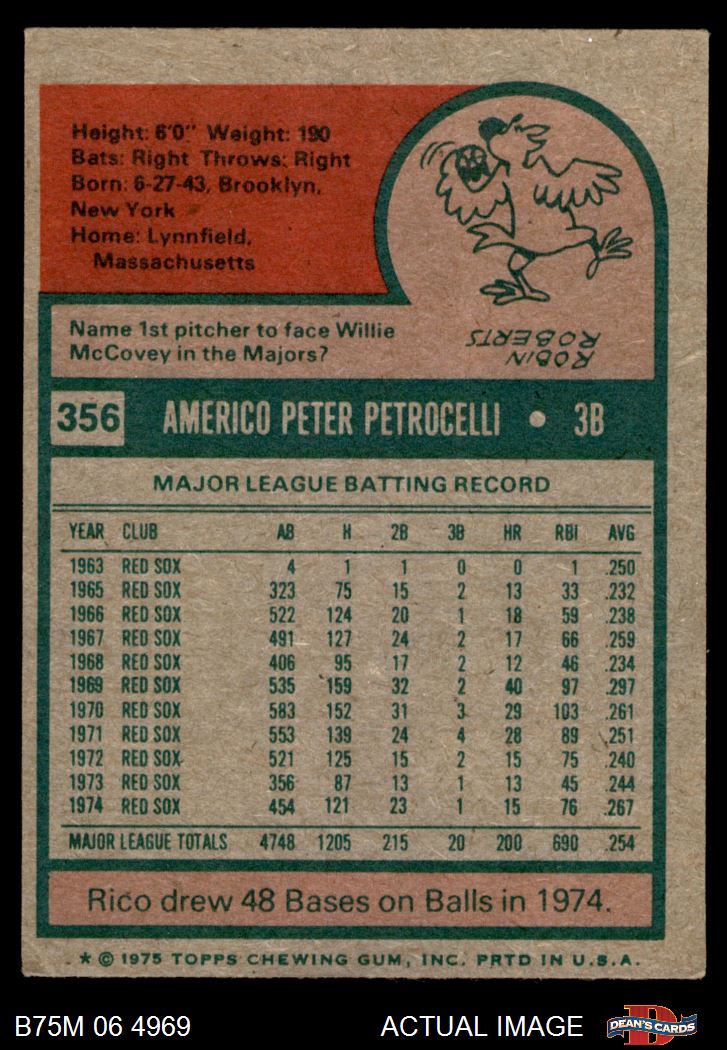 Height: 6'0" Weight: 190
Bats: Right Throws: Right
Born: 6-27-43, Brooklyn,
New York
Home: Lynnfield,
Massachusetts
Name 1st pitcher to face Willie
McCovey in the Majors?
ROBIN
ROBERTS
356 AMERICO PETER PETROCELLI • 3B
MAJOR LEAGUE BATTING RECORD
YEAR CLUB AB H 2B 3B HR RBI AVG
1963 RED SOX 4 1 1 0 0 1 .250
1965 RED SOX 323 75 15 2 13 33 .232
1966 RED SOX 522 124 20 1 18 59 .238
1967 RED SOX 491 127 24 2 17 66 .259
1968 RED SOX 406 95 17 2 12 46 .234
1969 RED SOX 535 159 32 2 40 97 .297
1970 RED SOX 583 152 31 3 29 103 .261
1971 RED SOX 553 139 24 4 28 89 .251
1972 RED SOX 521 125 15 2 15 75 .240
1973 RED SOX 356 87 13 1 13 45 .244
1974 RED SOX 454 121 23 1 15 76 .267
MAJOR LEAGUE TOTALS 4748 1205 215 20 200 690 .254
Rico drew 48 Bases on Balls in 1974.
* © 1975 TOPPS CHEWING GUM, INC. PRTD IN U.S.A.
B75M 06 4969 ACTUAL IMAGE
D
DEAN'S CARDS